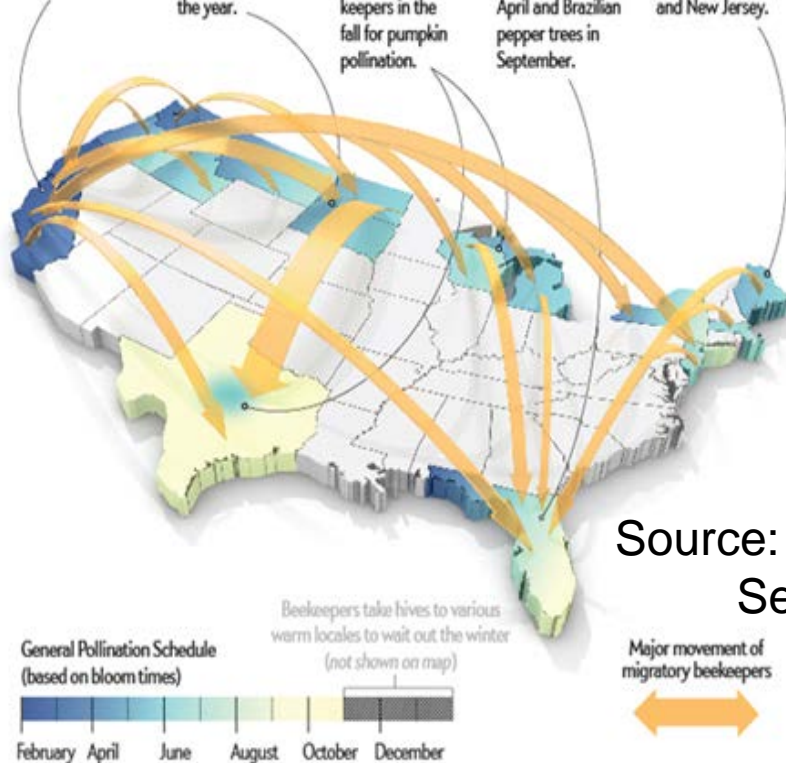 the year.
keepers in the
fall for pumpkin
pollination.
April and Brazilian
pepper trees in
September.
and New Jersey.
Source:
Se
Beekeepers take hives to various
warm locales to wait out the winter
(not shown on map)
General Pollination Schedule
(based on bloom times)
February April June August October December
Major movement of
migratory beekeepers